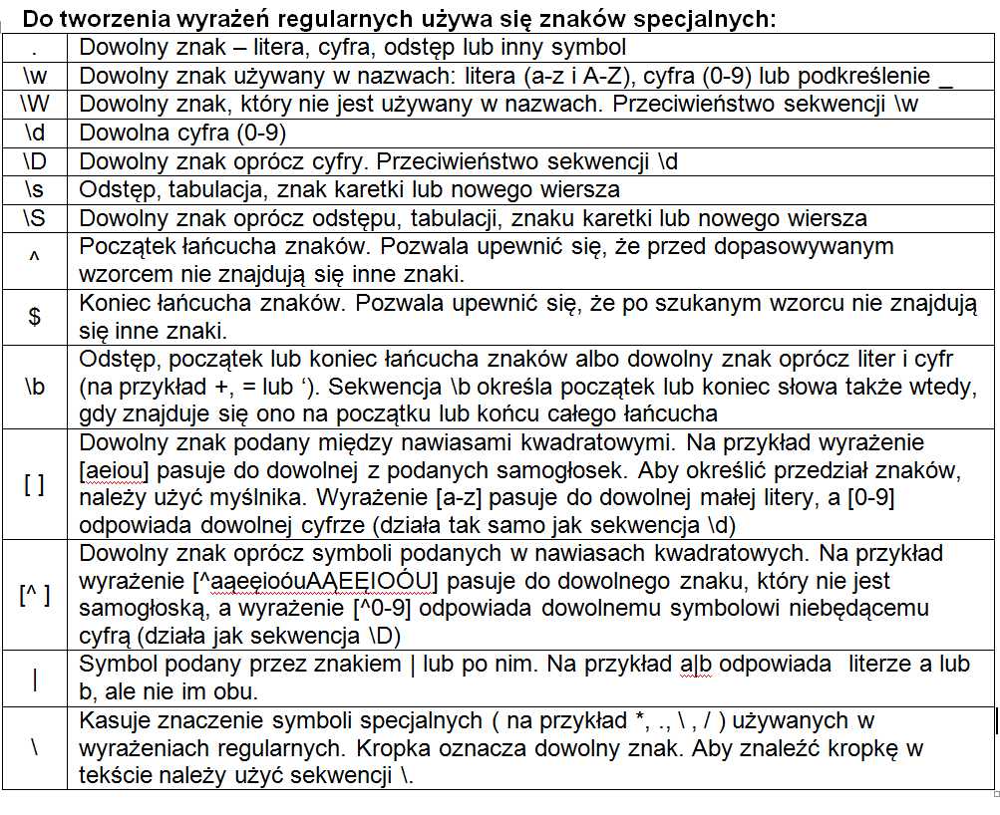 Do tworzenia wyrażeń regularnych używa się znaków specjalnych:
. Dowolny znak – litera, cyfra, odstęp lub inny symbol
\w Dowolny znak używany w nazwach: litera (a-z i A-Z), cyfra (0-9) lub podkreślenie _
\W Dowolny znak, który nie jest używany w nazwach. Przeciwieństwo sekwencji \w
\d Dowolna cyfra (0-9)
\D Dowolny znak oprócz cyfry. Przeciwieństwo sekwencji \d
\s Odstęp, tabulacja, znak karetki lub nowego wiersza
\S Dowolny znak oprócz odstępu, tabulacji, znaku karetki lub nowego wiersza
^ Początek łańcucha znaków. Pozwala upewnić się, że przed dopasowywanym
wzorcem nie znajdują się inne znaki.
$ Koniec łańcucha znaków. Pozwala upewnić się, że po szukanym wzorcu nie znajdują
się inne znaki.
\b Odstęp, początek lub koniec łańcucha znaków albo dowolny znak oprócz liter i cyfr
(na przykład +, = lub ‘). Sekwencja \b określa początek lub koniec słowa także wtedy,
gdy znajduje się ono na początku lub końcu całego łańcucha
[ ] Dowolny znak podany między nawiasami kwadratowymi. Na przykład wyrażenie
[aeiou] pasuje do dowolnej z podanych samogłosek. Aby określić przedział znaków,
należy użyć myślnika. Wyrażenie [a-z] pasuje do dowolnej małej litery, a [0-9]
odpowiada dowolnej cyfrze (działa tak samo jak sekwencja \d)
[^ ] Dowolny znak oprócz symboli podanych w nawiasach kwadratowych. Na przykład
wyrażenie [^aąeęioóuAĄEĘIOÓU] pasuje do dowolnego znaku, który nie jest
samogłoską, a wyrażenie [^0-9] odpowiada dowolnemu symbolowi niebędącemu
cyfrą (działa jak sekwencja \D)
| Symbol podany przez znakiem | lub po nim. Na przykład a|b odpowiada literze a lub
b, ale nie im obu.
\ Kasuje znaczenie symboli specjalnych ( na przykład *, ., \ , / ) używanych w
wyrażeniach regularnych. Kropka oznacza dowolny znak. Aby znaleźć kropkę w
tekście należy użyć sekwencji \.